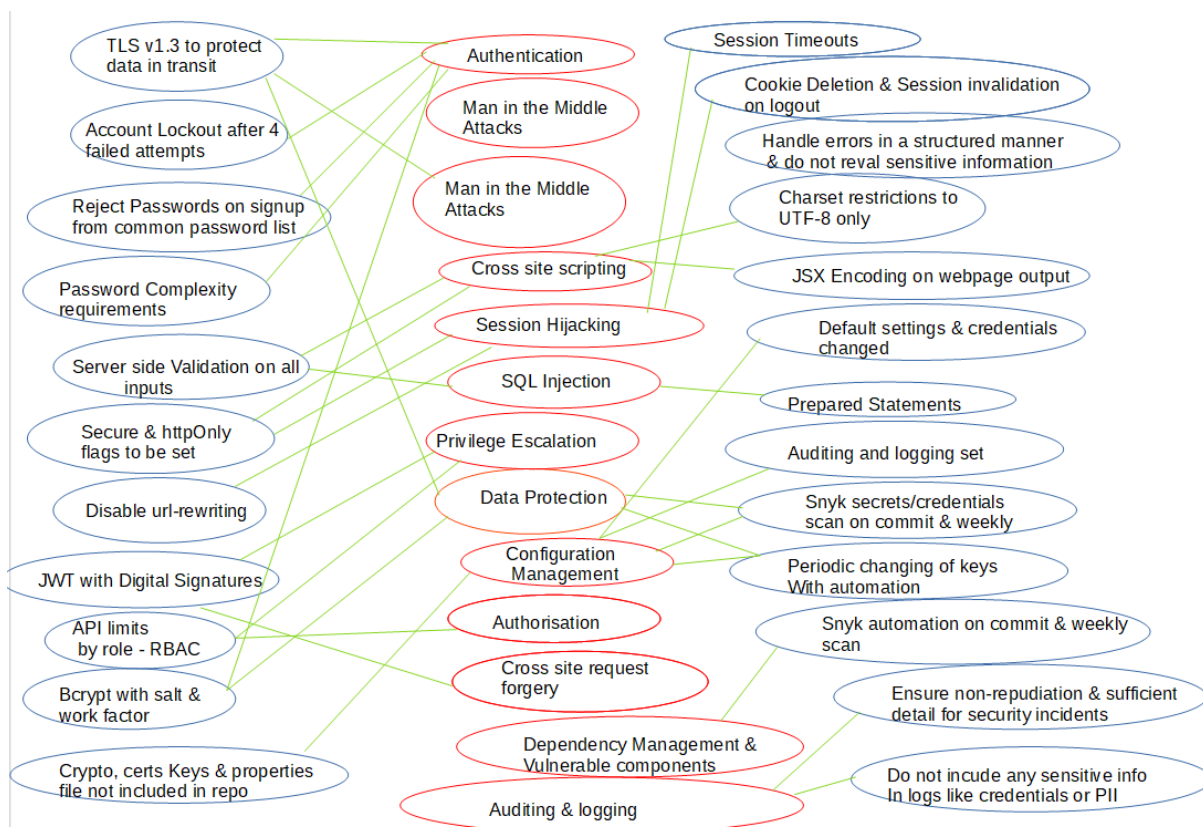 TLS v1.3 to protect
data in transit
Account Lockout after 4
failed attempts
Reject Passwords on signup
from common password list
Password Complexity
requirements
Server side Validation on all
inputs
Secure & httpOnly
flags to be set
Disable url-rewriting
JWT with Digital Signatures
API limits
by role - RBAC
Bcrypt with salt &
work factor
Crypto, certs Keys & properties
file not included in repo
Authentication
Man in the Middle
Attacks
Man in the Middle
Attacks
Cross site scripting
Session Hijacking
SQL Injection
Privilege Escalation
Data Protection
Configuration
Management
Authorisation
Cross site request
forgery
Dependency Management &
Vulnerable components
Auditing & logging
Session Timeouts
Cookie Deletion & Session invalidation
on logout
Handle errors in a structured manner
& do not reval sensitive information
Charset restrictions to
UTF-8 only
JSX Encoding on webpage output
Default settings & credentials
changed
Prepared Statements
Auditing and logging set
Snyk secrets/credentials
scan on commit & weekly
Periodic changing of keys
With automation
Snyk automation on commit & weekly
scan
Ensure non-repudiation & sufficient
detail for security incidents
Do not incude any sensitive info
In logs like credentials or PII